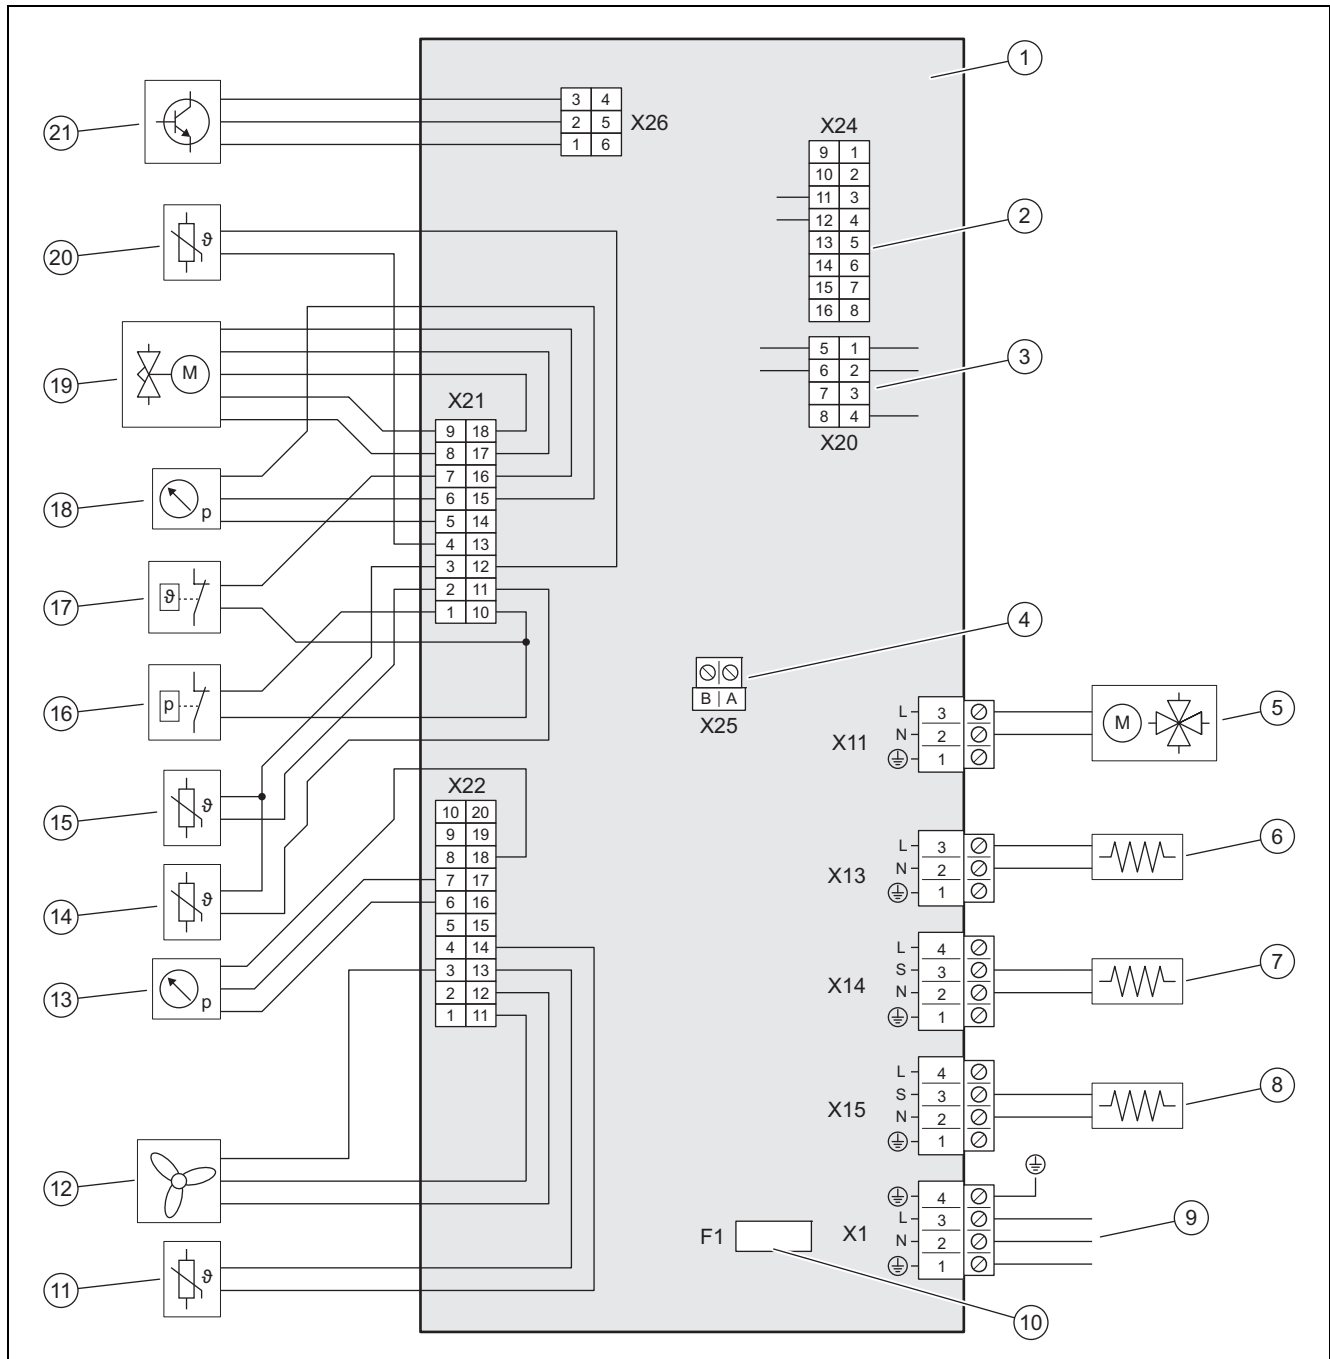 1
21
3 4
2 5
1 6
X26
X24
9 1
10 2
11 3
12 4
13 5
14 6
15 7
16 8
2
20
ϑ
5 1
6 2
7 3
8 4
X20
3
19
M
X21
9 18
8 17
7 16
6 15
5 14
4 13
3 12
2 11
1 10
18
p
17
ϑ
16
p
4
B A
X25
X11
L 3
N 2
1
M
5
15
ϑ
X22
10 20
9 19
8 18
7 17
6 16
5 15
4 14
3 13
2 12
1 11
X13
L 3
N 2
1
6
14
ϑ
13
p
X14
L 4
S 3
N 2
1
7
X15
L 4
S 3
N 2
1
8
12
11
ϑ
F1
X1
4
L 3
N 2
1
9
10